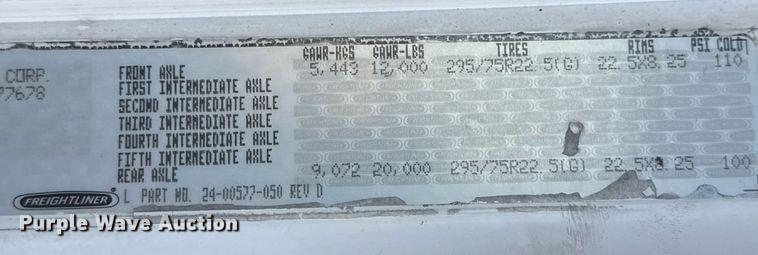 GAWR-KGS GAWR-LBS TIRES RIMS PSI COLD
CORP. FRONT AXLE 5,443 12,000 295/75R22.5(G) 22.5X8.25 110
77678 FIRST INTERMEDIATE AXLE
SECOND INTERMEDIATE AXLE
THIRD INTERMEDIATE AXLE
FOURTH INTERMEDIATE AXLE
FIFTH INTERMEDIATE AXLE
REAR AXLE 9,072 20,000 295/75R22.5(G) 22.5X8.25 100
FREIGHTLINER L PART NO. 24-00577-050 REV D
Purple Wave Auction